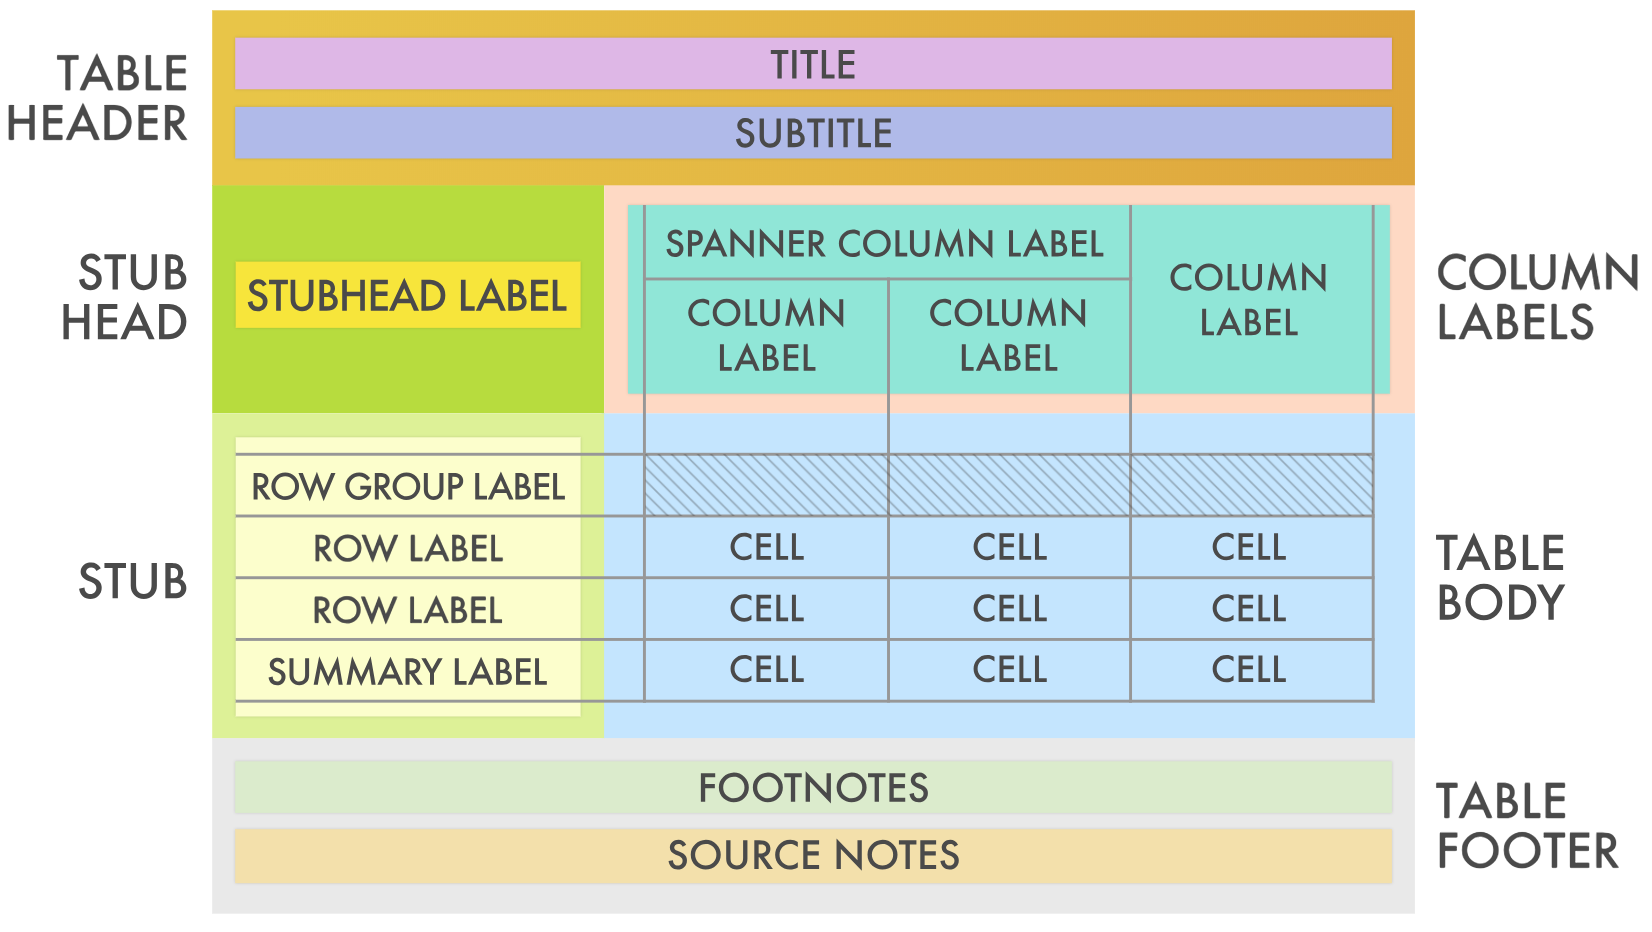 TABLE
HEADER
TITLE
SUBTITLE
STUB
HEAD
STUBHEAD LABEL
SPANNER COLUMN LABEL
COLUMN
LABEL
COLUMN
LABEL
COLUMN
LABEL
COLUMN
LABELS
STUB
ROW GROUP LABEL
ROW LABEL
CELL
CELL
CELL
ROW LABEL
CELL
CELL
CELL
SUMMARY LABEL
CELL
CELL
CELL
TABLE
BODY
FOOTNOTES
SOURCE NOTES
TABLE
FOOTER